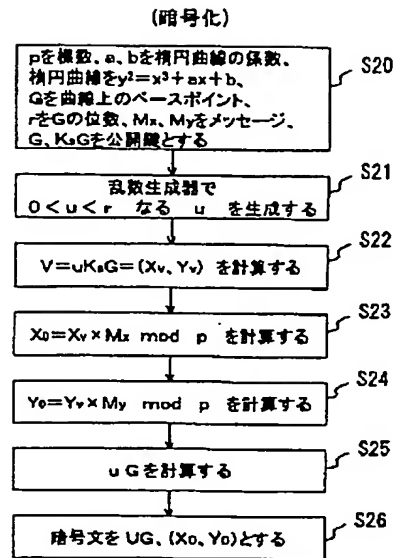 (暗号化)
pを標数、a、bを楕円曲線の係数、
楕円曲線をy²=x³+ax+b、
Gを曲線上のベースポイント、
rをGの位数、Mx、Myをメッセージ、
G、KsGを公開鍵とする
S20
乱数生成器で
0<u<r なる u を生成する
S21
V=uKsG=(Xv、Yv) を計算する
S22
X0=Xv×Mx mod p を計算する
S23
Y0=Yv×My mod p を計算する
S24
uGを計算する
S25
暗号文をUG、(X0、Y0)とする
S26